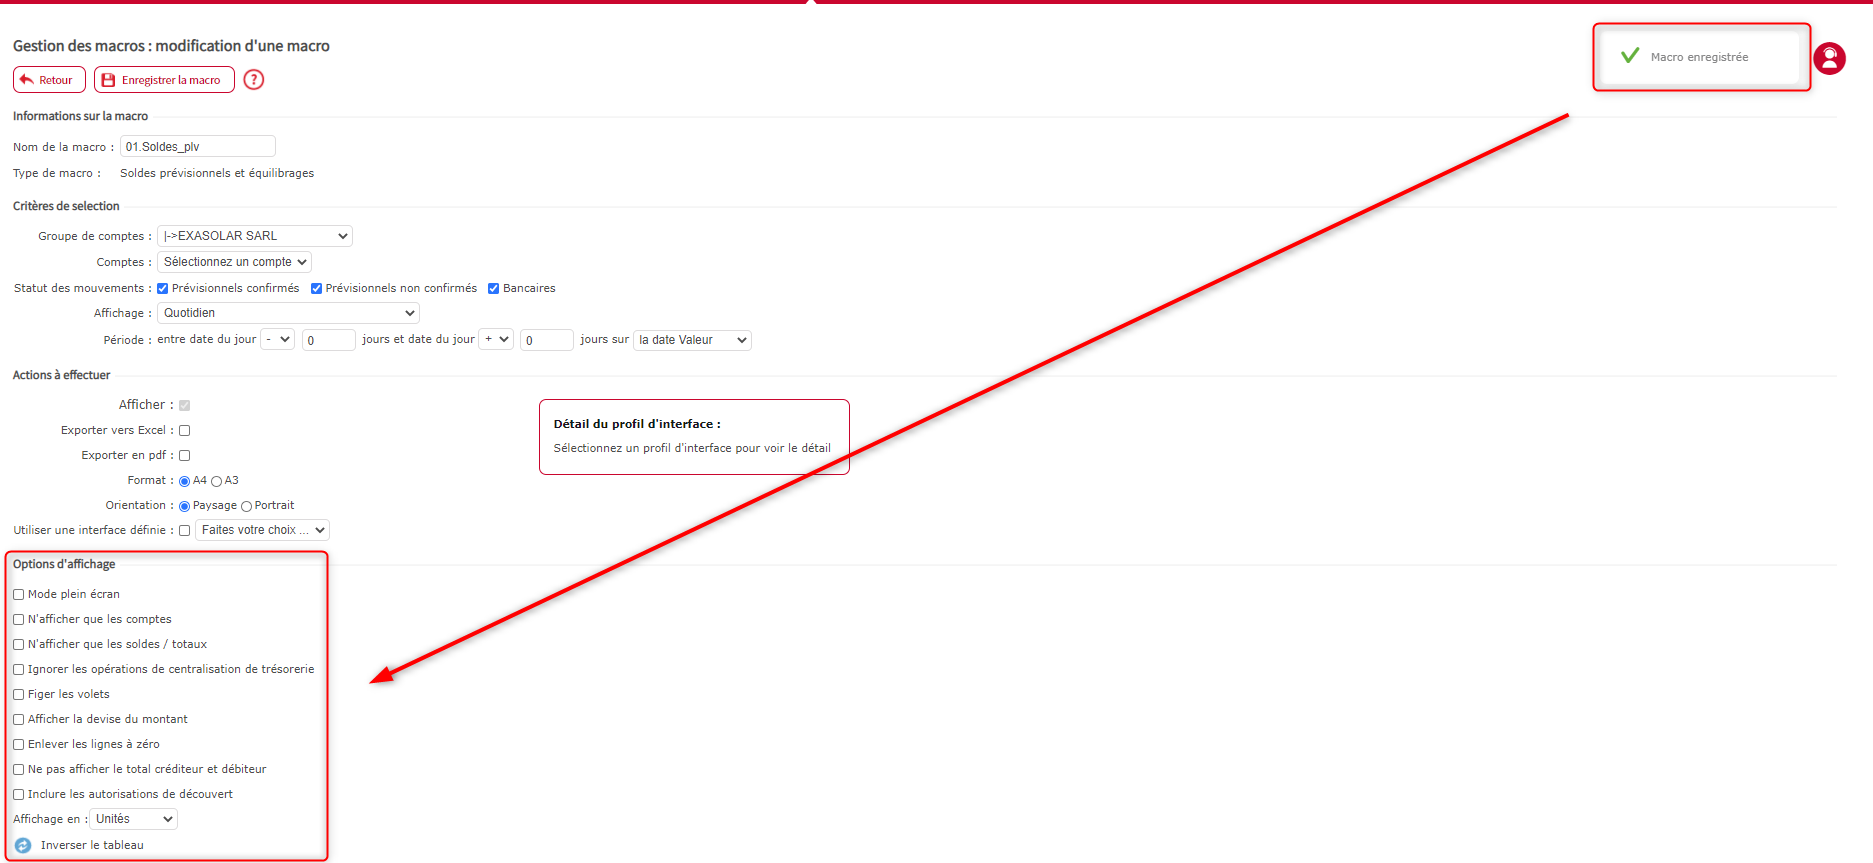 Gestion des macros : modification d'une macro
Macro enregistrée
Retour
Enregistrer la macro
?
Informations sur la macro
Nom de la macro : 01.Soldes_plv
Type de macro : Soldes prévisionnels et équilibrages
Critères de selection
Groupe de comptes : |->EXASOLAR SARL
Comptes : Sélectionnez un compte
Statut des mouvements : Prévisionnels confirmés Prévisionnels non confirmés Bancaires
Affichage : Quotidien
Période : entre date du jour - 0 jours et date du jour + 0 jours sur la date Valeur
Actions à effectuer
Afficher :
Exporter vers Excel :
Exporter en pdf :
Format : A4 A3
Orientation : Paysage Portrait
Utiliser une interface définie : Faites votre choix ...
Détail du profil d'interface :
Sélectionnez un profil d'interface pour voir le détail
Options d'affichage
Mode plein écran
N'afficher que les comptes
N'afficher que les soldes / totaux
Ignorer les opérations de centralisation de trésorerie
Figer les volets
Afficher la devise du montant
Enlever les lignes à zéro
Ne pas afficher le total créditeur et débiteur
Inclure les autorisations de découvert
Affichage en : Unités
Inverser le tableau